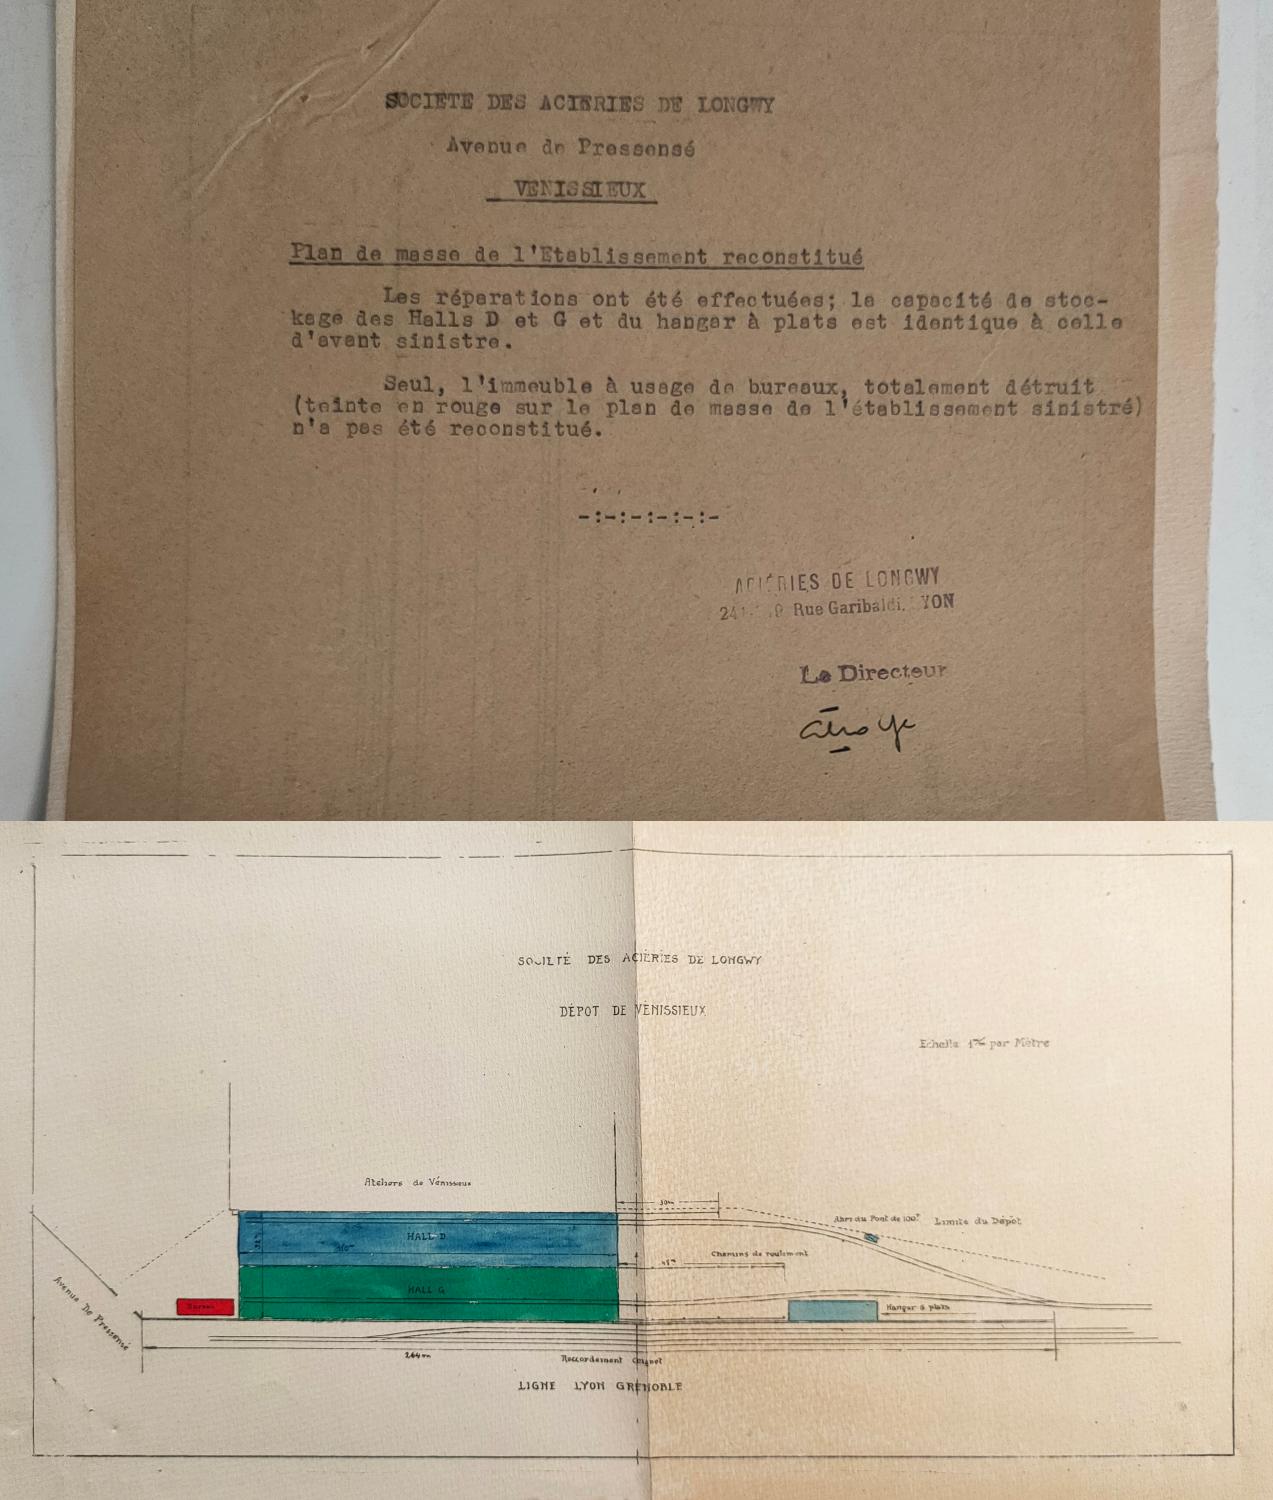 SOCIETE DES ACIERIES DE LONGWY
Avenue de Pressensé
VENISSIEUX
Plan de masse de l'Etablissement reconstitué
Les réparations ont été effectuées; la capacité de stoc-
kage des Halls D et G et du hangar à plats est identique à celle
d'avant sinistre.
Seul, l'immeuble à usage de bureaux, totalement détruit
(teinte en rouge sur le plan de masse de l'établissement sinistré)
n'a pas été reconstitué.
-:-:-:-:-:-
ACIÉRIES DE LONGWY
Rue Garibaldi, LYON
Le Directeur
SOCIÉTÉ DES ACIÉRIES DE LONGWY
DÉPOT DE VÉNISSIEUX
Echelle 1 par Mètre
Ateliers de Vénissieux
30m
Abri du Pont de 100T
Limite du Dépot
HALL D
Chemins de roulement
HALL G
Bureau
Hangar à plats
Avenue De Pressensé
264m
Raccordement
LIGNE LYON GRENOBLE